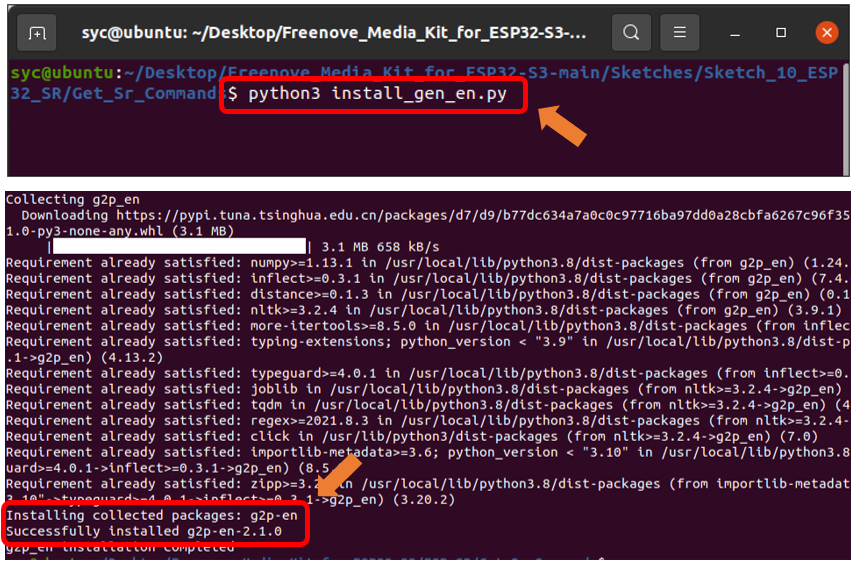 syc@ubuntu: ~/Desktop/Freenove_Media_Kit_for_ESP32-S3-...
syc@ubuntu:~/Desktop/Freenove_Media_Kit_for_ESP32-S3-main/Sketches/Sketch_10_ESP
32_SR/Get_Sr_Command:$ python3 install_gen_en.py
Collecting g2p_en
Downloading https://pypi.tuna.tsinghua.edu.cn/packages/d7/d9/b77dc634a7a0c0c97716ba97dd0a28cbfa6267c96f35
1.0-py3-none-any.whl (3.1 MB)
| | 3.1 MB 658 kB/s
Requirement already satisfied: numpy>=1.13.1 in /usr/local/lib/python3.8/dist-packages (from g2p_en) (1.24.
Requirement already satisfied: inflect>=0.3.1 in /usr/local/lib/python3.8/dist-packages (from g2p_en) (7.4.
Requirement already satisfied: distance>=0.1.3 in /usr/local/lib/python3.8/dist-packages (from g2p_en) (0.1
Requirement already satisfied: nltk>=3.2.4 in /usr/local/lib/python3.8/dist-packages (from g2p_en) (3.9.1)
Requirement already satisfied: more-itertools>=8.5.0 in /usr/local/lib/python3.8/dist-packages (from inflec
Requirement already satisfied: typing-extensions; python_version < "3.9" in /usr/local/lib/python3.8/dist-p
.1->g2p_en) (4.13.2)
Requirement already satisfied: typeguard>=4.0.1 in /usr/local/lib/python3.8/dist-packages (from inflect>=0.
Requirement already satisfied: joblib in /usr/local/lib/python3.8/dist-packages (from nltk>=3.2.4->g2p_en)
Requirement already satisfied: tqdm in /usr/local/lib/python3.8/dist-packages (from nltk>=3.2.4->g2p_en) (4
Requirement already satisfied: regex>=2021.8.3 in /usr/local/lib/python3.8/dist-packages (from nltk>=3.2.4-
Requirement already satisfied: click in /usr/lib/python3/dist-packages (from nltk>=3.2.4->g2p_en) (7.0)
Requirement already satisfied: importlib-metadata>=3.6; python_version < "3.10" in /usr/local/lib/python3.8
uard>=4.0.1->inflect>=0.3.1->g2p_en) (8.5
Requirement already satisfied: zipp>=3.2 in /usr/local/lib/python3.8/dist-packages (from importlib-metadat
3.10"->typeguard>=4.0.1->inflect>=0.3.1->g2p_en) (3.20.2)
Installing collected packages: g2p-en
Successfully installed g2p-en-2.1.0
g2p_en installation completed